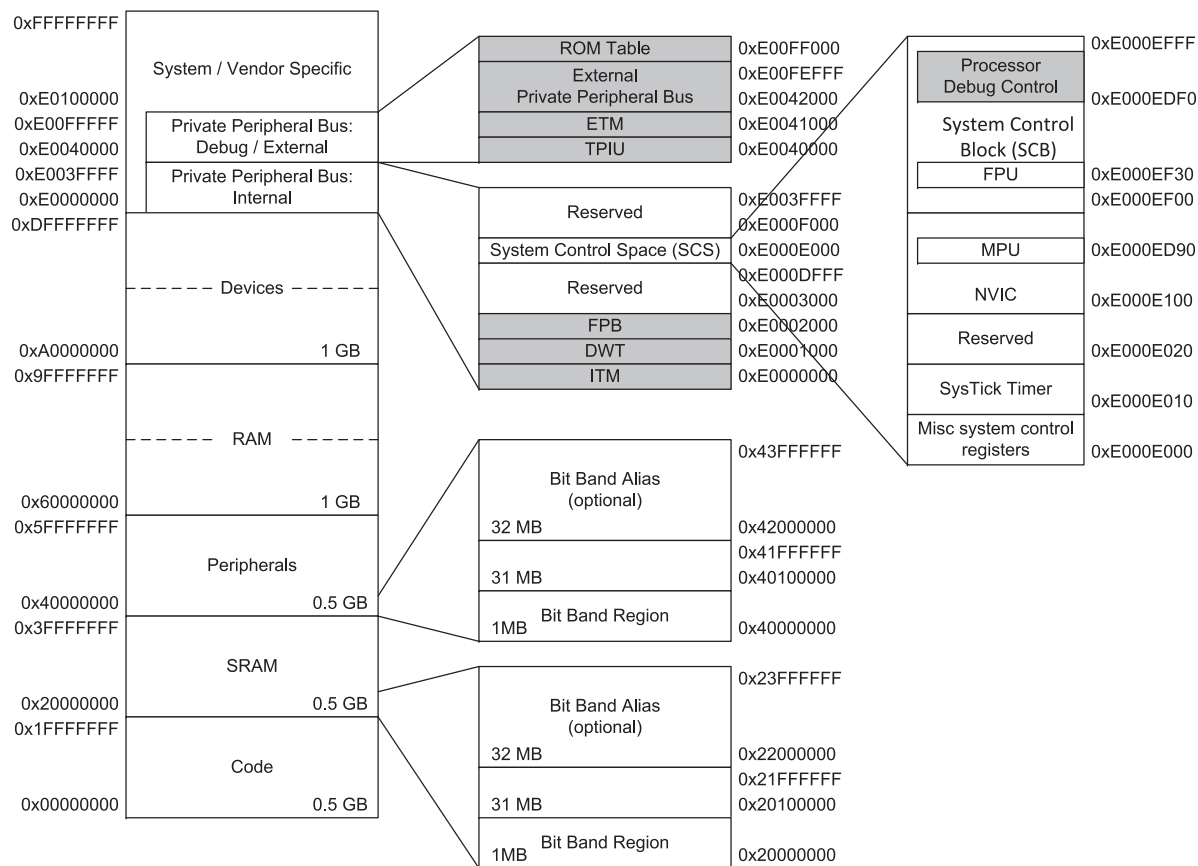 0xFFFFFFFF
System / Vendor Specific
0xE0100000
0xE00FFFFF
Private Peripheral Bus:
Debug / External
0xE0040000
0xE003FFFF
Private Peripheral Bus:
Internal
0xE0000000
0xDFFFFFFF
Devices
0xA0000000
1 GB
0x9FFFFFFF
RAM
0x60000000
1 GB
0x5FFFFFFF
Peripherals
0x40000000
0.5 GB
0x3FFFFFFF
SRAM
0x20000000
0.5 GB
0x1FFFFFFF
Code
0x00000000
0.5 GB
ROM Table
0xE00FF000
External
Private Peripheral Bus
0xE00FEFFF
0xE0042000
ETM
0xE0041000
TPIU
0xE0040000
Reserved
0xE003FFFF
0xE000F000
System Control Space (SCS)
0xE000E000
Reserved
0xE000DFFF
0xE0003000
FPB
0xE0002000
DWT
0xE0001000
ITM
0xE0000000
0x43FFFFFF
Bit Band Alias
(optional)
32 MB
0x42000000
0x41FFFFFF
31 MB
0x40100000
Bit Band Region
1MB
0x40000000
0x23FFFFFF
Bit Band Alias
(optional)
32 MB
0x22000000
0x21FFFFFF
31 MB
0x20100000
Bit Band Region
1MB
0x20000000
0xE000EFFF
Processor
Debug Control
0xE000EDF0
System Control
Block (SCB)
FPU
0xE000EF30
0xE000EF00
MPU
0xE000ED90
NVIC
0xE000E100
Reserved
0xE000E020
SysTick Timer
0xE000E010
Misc system control
registers
0xE000E000